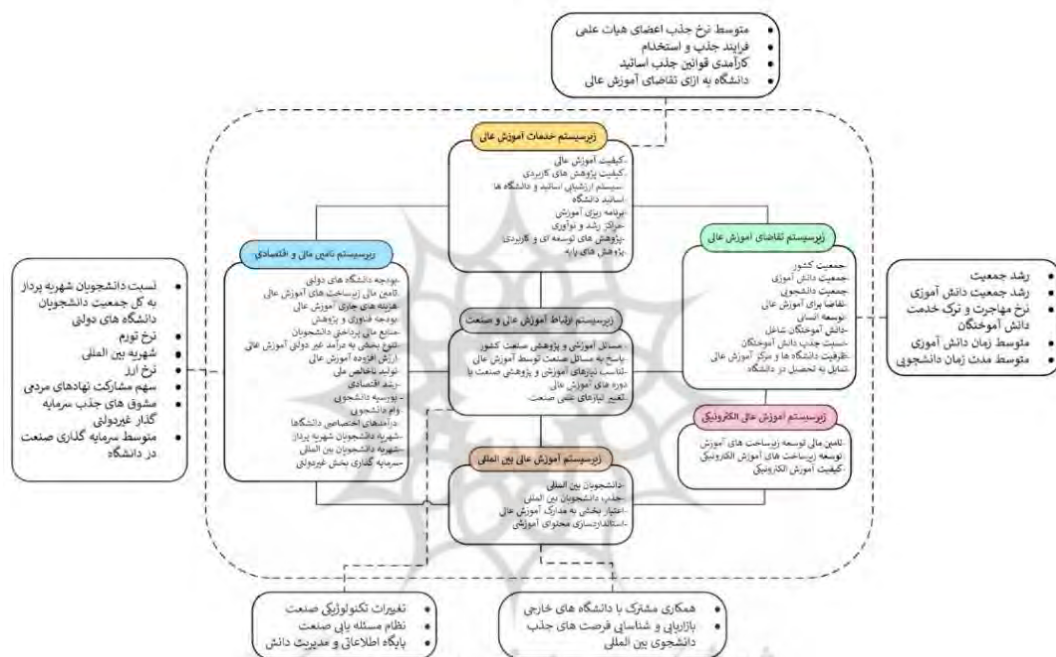 متوسط نرخ جذب اعضای هیات علمی
فرایند جذب و استخدام
کارآمدی قوانین جذب اساتید
دانشگاه به ازای تقاضای آموزش عالی
زیرسیستم خدمات آموزش عالی
-کیفیت آموزش عالی
-کیفیت پژوهش های کاربردی
-سیستم ارزشیابی اساتید و دانشگاه ها
-اساتید دانشگاه
-برنامه ریزی آموزشی
-مراکز رشد و نوآوری
-پژوهش های توسعه ای و کاربردی
-پژوهش های پایه
زیرسیستم تقاضای آموزش عالی
-جمعیت کشور
-جمعیت دانش آموزی
-جمعیت دانشجویی
-تقاضا برای آموزش عالی
-توسعه انسانی
-دانش آموختگان شاغل
-نسبت جذب دانش آموختگان
-ظرفیت دانشگاه ها و مرکز آموزش عالی
-تمایل به تحصیل در دانشگاه
رشد جمعیت
رشد جمعیت دانش آموزی
نرخ مهاجرت و ترک خدمت
دانش آموختگان
متوسط زمان دانش آموزی
متوسط مدت زمان دانشجویی
زیرسیستم تامین مالی و اقتصادی
-بودجه دانشگاه های دولتی
-تامین مالی زیرساخت های آموزش عالی
-هزینه های جاری آموزش عالی
-بودجه فناوری و پژوهش
-منابع مالی پرداختی دانشجویان
-تنوع بخشی به درآمد غیر دولتی آموزش عالی
-ارزش افزوده آموزش عالی
-تولید ناخالص ملی
-رشد اقتصادی
-بورسیه دانشجویی
-وام دانشجویی
-درآمدهای اختصاصی دانشگاها
-شهریه دانشجویان شهریه پرداز
-شهریه دانشجویان بین المللی
-سرمایه گذاری بخش غیردولتی
نسبت دانشجویان شهریه پرداز
به کل جمعیت دانشجویان
دانشگاه های دولتی
نرخ تورم
شهریه بین المللی
نرخ ارز
سهم مشارکت نهادهای مردمی
مشوق های جذب سرمایه
گذار غیردولتی
متوسط سرمایه گذاری صنعت
در دانشگاه
زیرسیستم ارتباط آموزش عالی و صنعت
-مسائل آموزشی و پژوهشی صنعت کشور
-پاسخ به مسائل صنعت توسط آموزش عالی
-تناسب نیازهای آموزشی و پژوهشی صنعت با
دوره های آموزش عالی
-تغییر نیازهای علمی صنعت
زیرسیستم آموزش عالی الکترونیکی
-تامین مالی توسعه زیرساخت های آموزش
-توسعه زیرساخت های آموزش الکترونیکی
-کیفیت آموزش الکترونیکی
زیرسیستم آموزش عالی بین المللی
-دانشجویان بین المللی
-جذب دانشجویان بین المللی
-اعتبار بخشی به مدارک آموزش عالی
-استانداردسازی محتوای آموزشی
همکاری مشترک با دانشگاه های خارجی
بازاریابی و شناسایی فرصت های جذب
دانشجوی بین المللی
تغییرات تکنولوژیکی صنعت
نظام مسئله یابی صنعت
پایگاه اطلاعاتی و مدیریت دانش